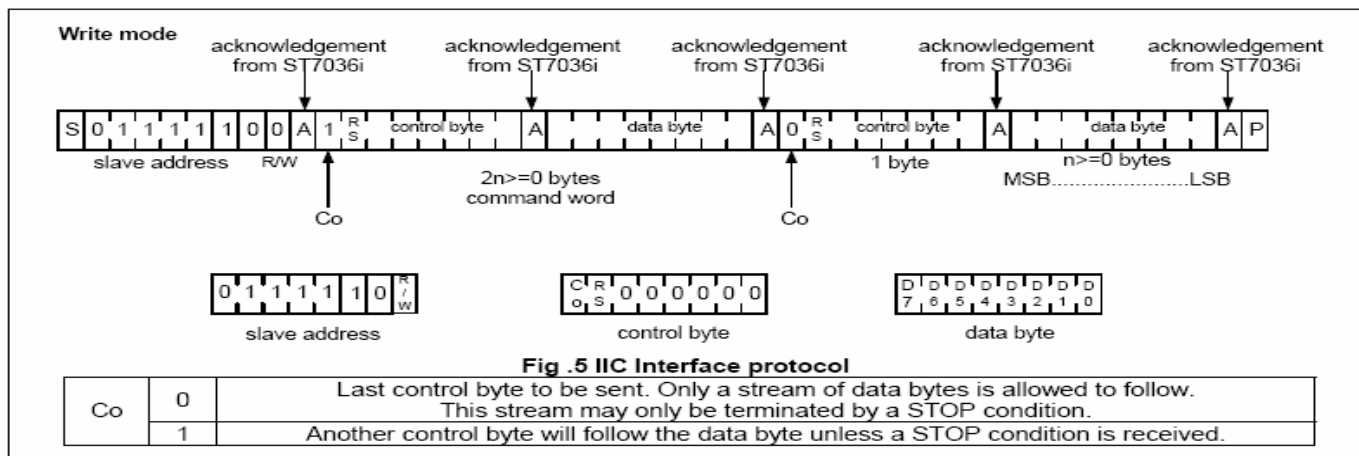 Write mode
acknowledgement acknowledgement acknowledgement acknowledgement acknowledgement
from ST7036i from ST7036i from ST7036i from ST7036i from ST7036i
S 0 1 1 1 1 1 0 0 A 1 RS control byte A data byte A 0 RS control byte A data byte A P
slave address R/W 2n>=0 bytes 1 byte n>=0 bytes
command word MSB......................LSB
Co Co
0 1 1 1 1 1 0 R/W Co RS 0 0 0 0 0 0 D7 D6 D5 D4 D3 D2 D1 D0
slave address control byte data byte
Fig .5 IIC Interface protocol
Co 0 Last control byte to be sent. Only a stream of data bytes is allowed to follow.
This stream may only be terminated by a STOP condition.
1 Another control byte will follow the data byte unless a STOP condition is received.